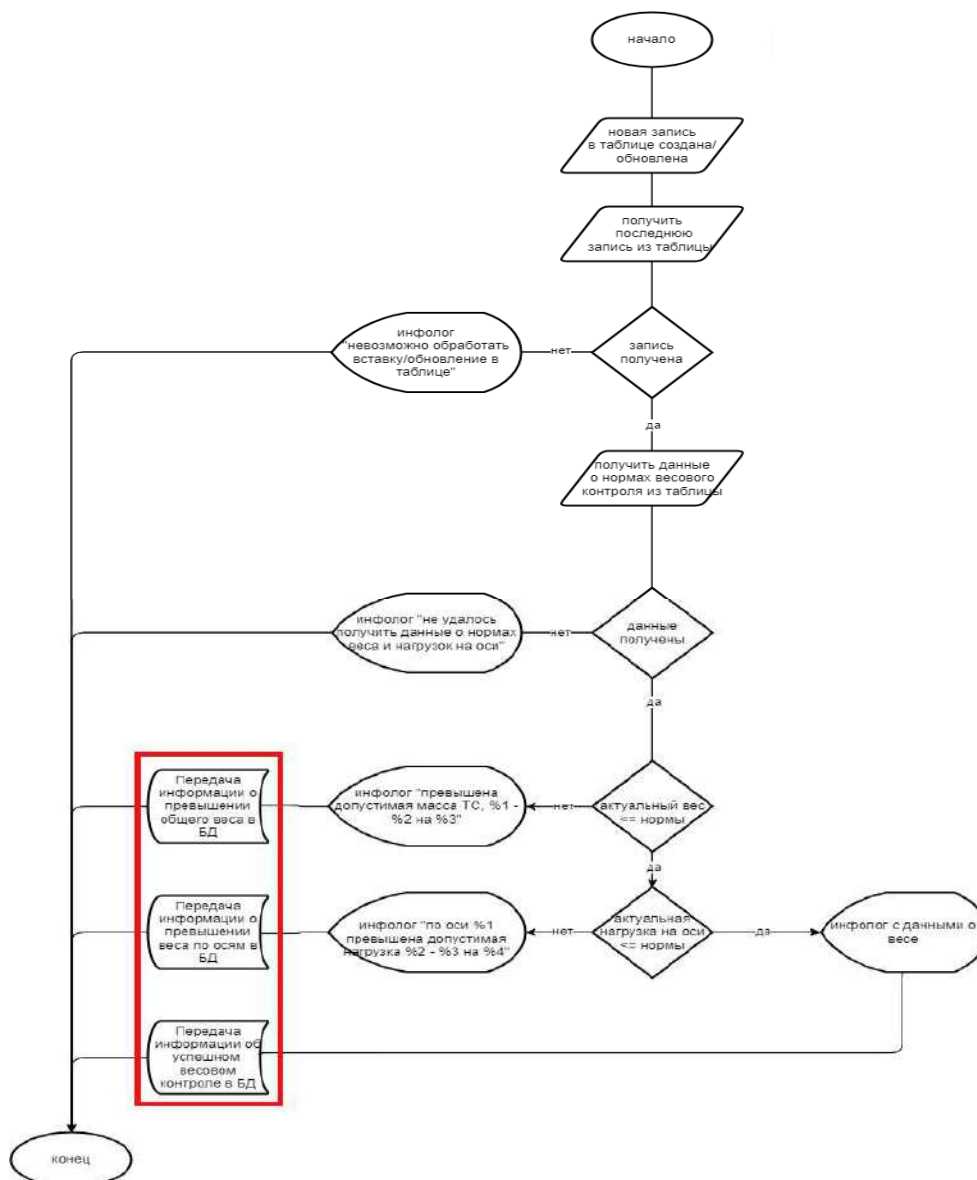 начало
новая запись
в таблице создана/
обновлена
получить
последнюю
запись из таблицы
инфолог
"невозможно обработать
вставку/обновление в
таблице"
нет
запись
получена
да
получить данные
о нормах весового
контроля из таблицы
инфолог "не удалось
получить данные о нормах
веса и нагрузок на оси"
нет
данные
получены
да
Передача
информации о
превышении
общего веса в
БД
инфолог "превышена
допустимая масса ТС, %1 -
%2 на %3"
нет
актуальный вес
<= нормы
да
Передача
информации о
превышении
веса по осям в
БД
инфолог "по оси %1
превышена допустимая
нагрузка %2 - %3 на %4"
нет
актуальная
нагрузка на оси
<= нормы
да
инфолог с данными о
весе
Передача
информации об
успешном
весовом
контроле в БД
конец